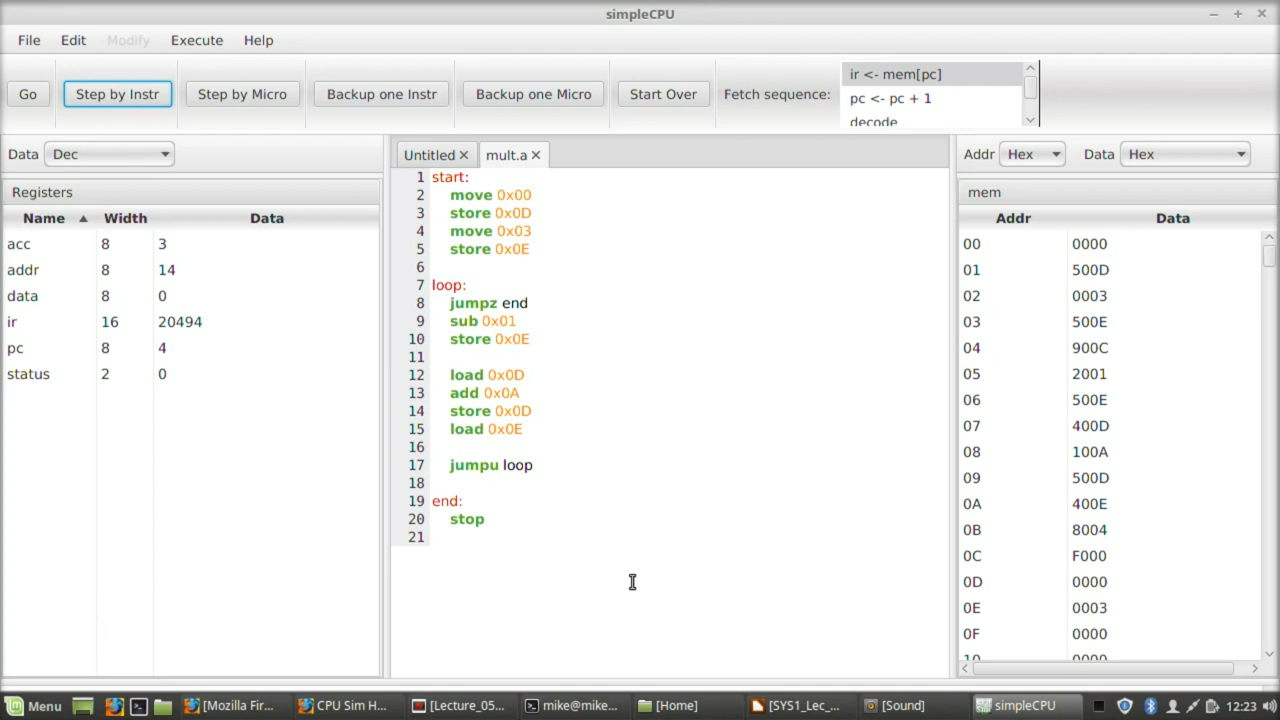 simpleCPU
File Edit Modify Execute Help
Go Step by Instr Step by Micro Backup one Instr Backup one Micro Start Over Fetch sequence: ir <- mem[pc]
pc <- pc + 1
decode
Data Dec
Untitled mult.a
Addr Hex Data Hex
Registers
Name Width Data
acc 8 3
addr 8 14
data 8 0
ir 16 20494
pc 8 4
status 2 0
1 start:
2 move 0x00
3 store 0x0D
4 move 0x03
5 store 0x0E
6
7 loop:
8 jumpz end
9 sub 0x01
10 store 0x0E
11
12 load 0x0D
13 add 0x0A
14 store 0x0D
15 load 0x0E
16
17 jumpu loop
18
19 end:
20 stop
21
mem
Addr Data
00 0000
01 500D
02 0003
03 500E
04 900C
05 2001
06 500E
07 400D
08 100A
09 500D
0A 400E
0B 8004
0C F000
0D 0000
0E 0003
0F 0000
10 0000
Menu [Mozilla Fir... CPU Sim H... [Lecture_05... mike@mike... [Home] [SYS1_Lec_... [Sound] simpleCPU 12:23